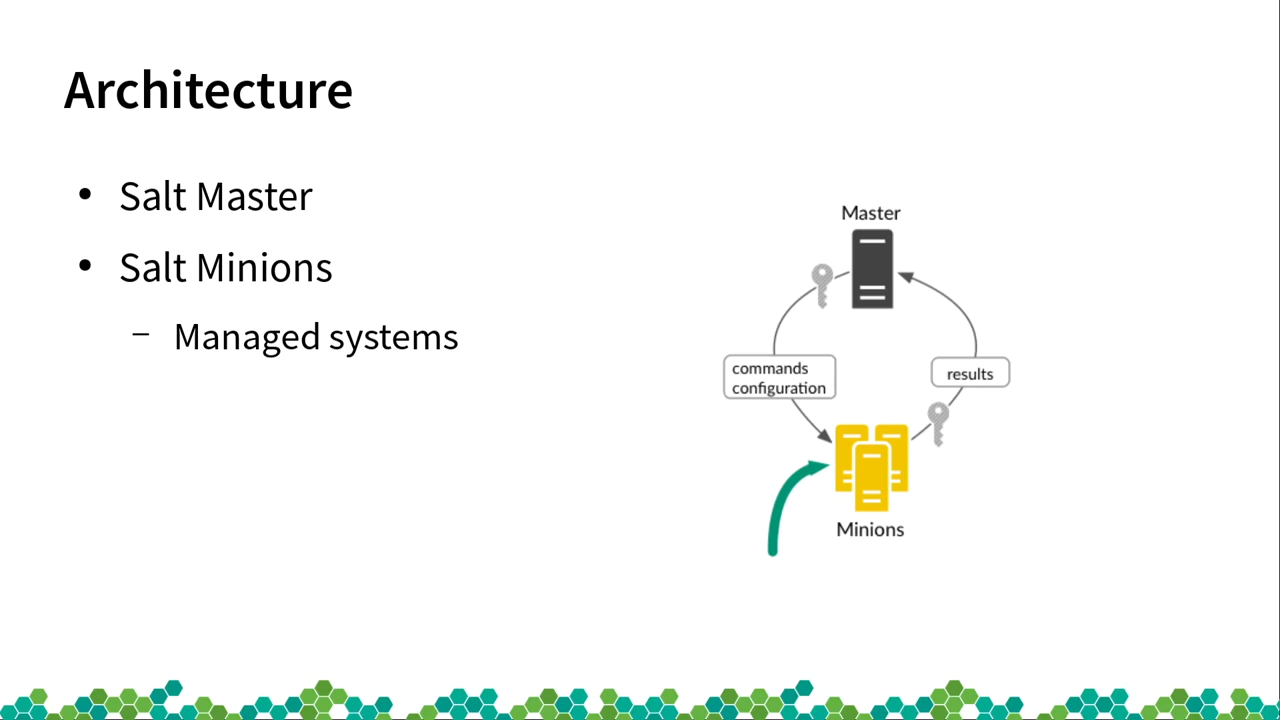 Architecture
• Salt Master
• Salt Minions
– Managed systems
Master
commands
configuration
results
Minions